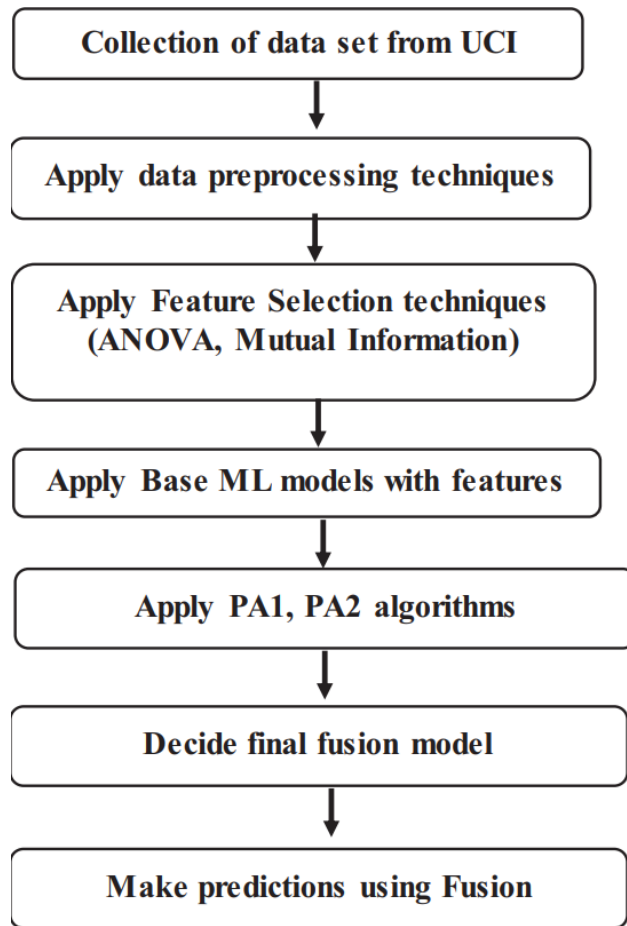 Collection of data set from UCI
Apply data preprocessing techniques
Apply Feature Selection techniques
(ANOVA, Mutual Information)
Apply Base ML models with features
Apply PA1, PA2 algorithms
Decide final fusion model
Make predictions using Fusion